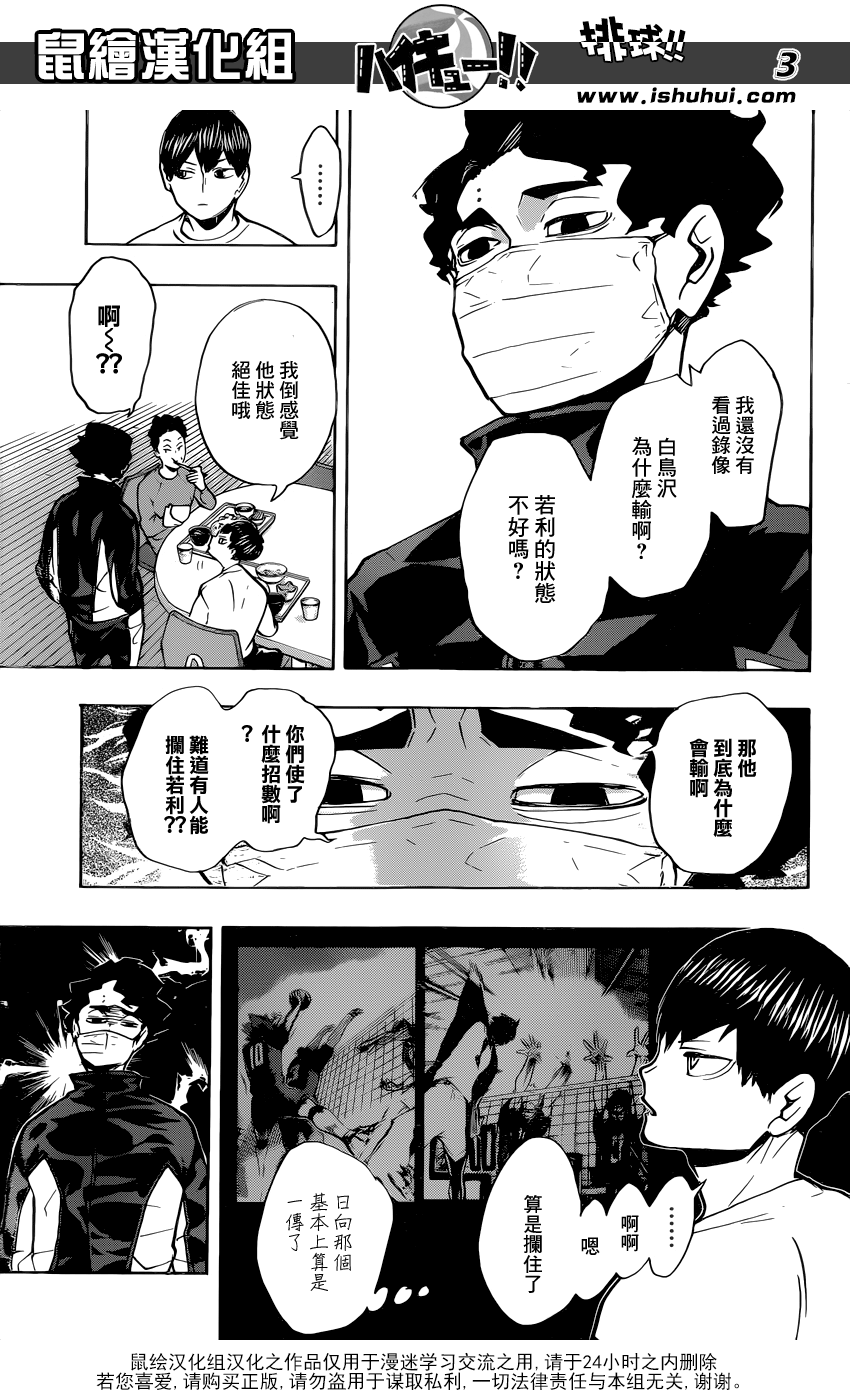 鼠繪漢化組
ハイキュー!!
排球!!
3
www.ishuhui.com
我還沒有
看過錄像
白鳥沢
為什麼輸啊？
若利的狀態
不好嗎？
……
我倒感覺
他狀態
絕佳哦
啊～??
那他
到底為什麼
會輸啊
你們使了
什麼招數啊
？
難道有人能
攔住若利??
……
啊啊
嗯
算是攔住了
日向那個
基本上算是
一傳了
鼠绘汉化组汉化之作品仅用于漫迷学习交流之用,请于24小时之内删除
若您喜爱,请购买正版,请勿盗用于谋取私利,一切法律责任与本组无关,谢谢。